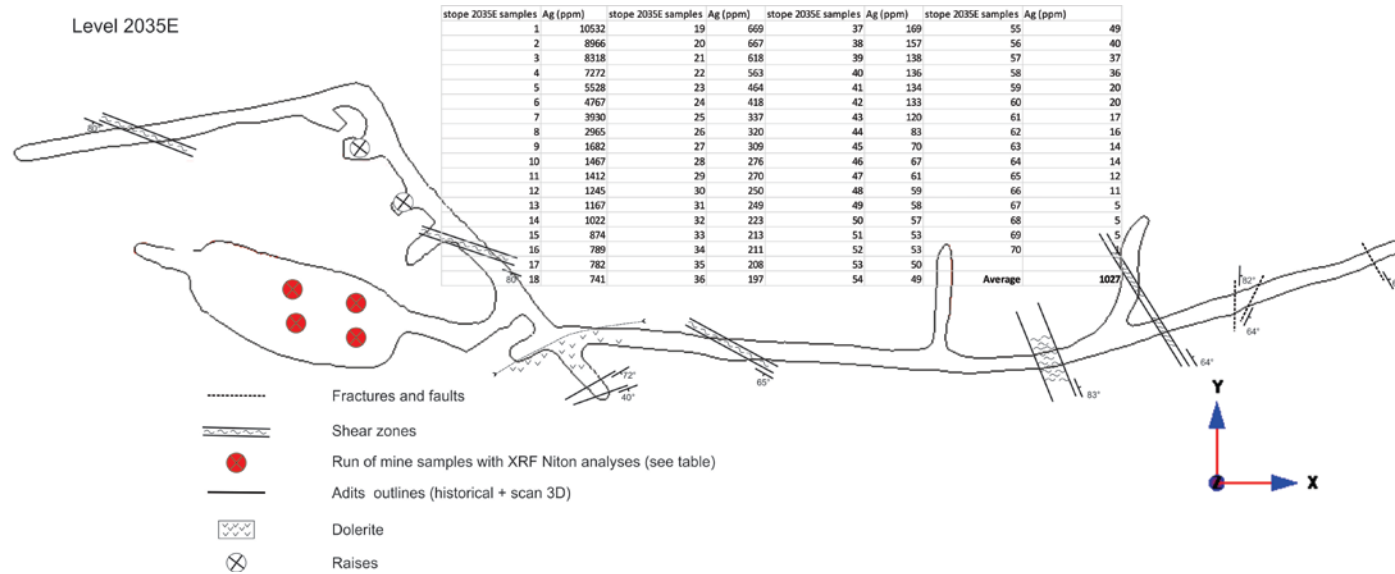 Level 2035E
stope 2035E samples Ag (ppm) stope 2035E samples Ag (ppm) stope 2035E samples Ag (ppm) stope 2035E samples Ag (ppm)
1 10532 19 669 37 169 55 49
2 8966 20 667 38 157 56 40
3 8318 21 618 39 138 57 37
4 7272 22 563 40 136 58 36
5 5528 23 464 41 134 59 20
6 4767 24 418 42 133 60 20
7 3930 25 337 43 120 61 17
8 2965 26 320 44 83 62 16
9 1682 27 309 45 70 63 14
10 1467 28 276 46 67 64 14
11 1412 29 270 47 61 65 12
12 1245 30 250 48 59 66 11
13 1167 31 249 49 58 67 5
14 1022 32 223 50 57 68 5
15 874 33 213 51 53 69 5
16 789 34 211 52 53 70 1
17 782 35 208 53 50
18 741 36 197 54 49 Average 1027
80°
80°
82°
64°
64°
65°
72°
40°
83°
Fractures and faults
Shear zones
Run of mine samples with XRF Niton analyses (see table)
Adits outlines (historical + scan 3D)
Dolerite
Raises
Y
X
Z